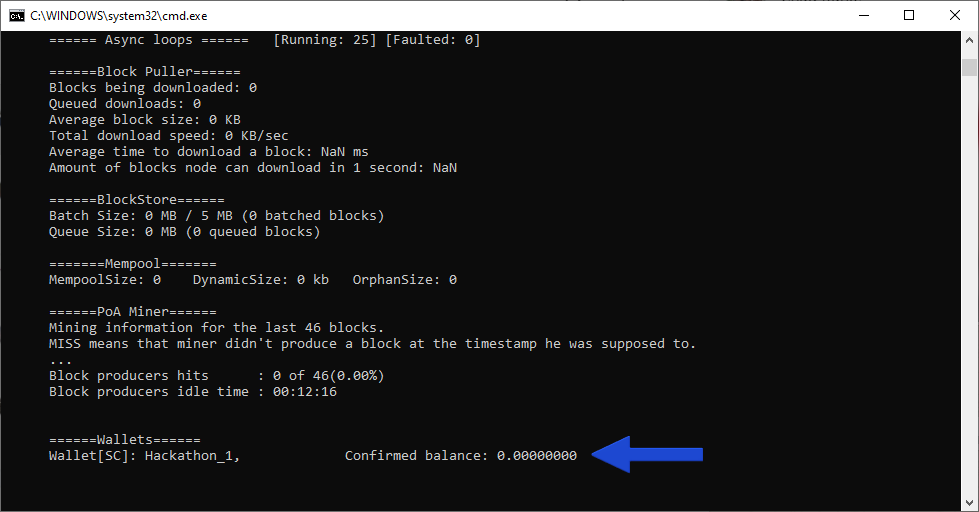 C:\WINDOWS\system32\cmd.exe
====== Async loops ======   [Running: 25] [Faulted: 0]
======Block Puller======
Blocks being downloaded: 0
Queued downloads: 0
Average block size: 0 KB
Total download speed: 0 KB/sec
Average time to download a block: NaN ms
Amount of blocks node can download in 1 second: NaN
======BlockStore======
Batch Size: 0 MB / 5 MB (0 batched blocks)
Queue Size: 0 MB (0 queued blocks)
=======Mempool=======
MempoolSize: 0    DynamicSize: 0 kb   OrphanSize: 0
======PoA Miner======
Mining information for the last 46 blocks.
MISS means that miner didn't produce a block at the timestamp he was supposed to.
...
Block producers hits      : 0 of 46(0.00%)
Block producers idle time : 00:12:16
======Wallets======
Wallet[SC]: Hackathon_1,             Confirmed balance: 0.00000000